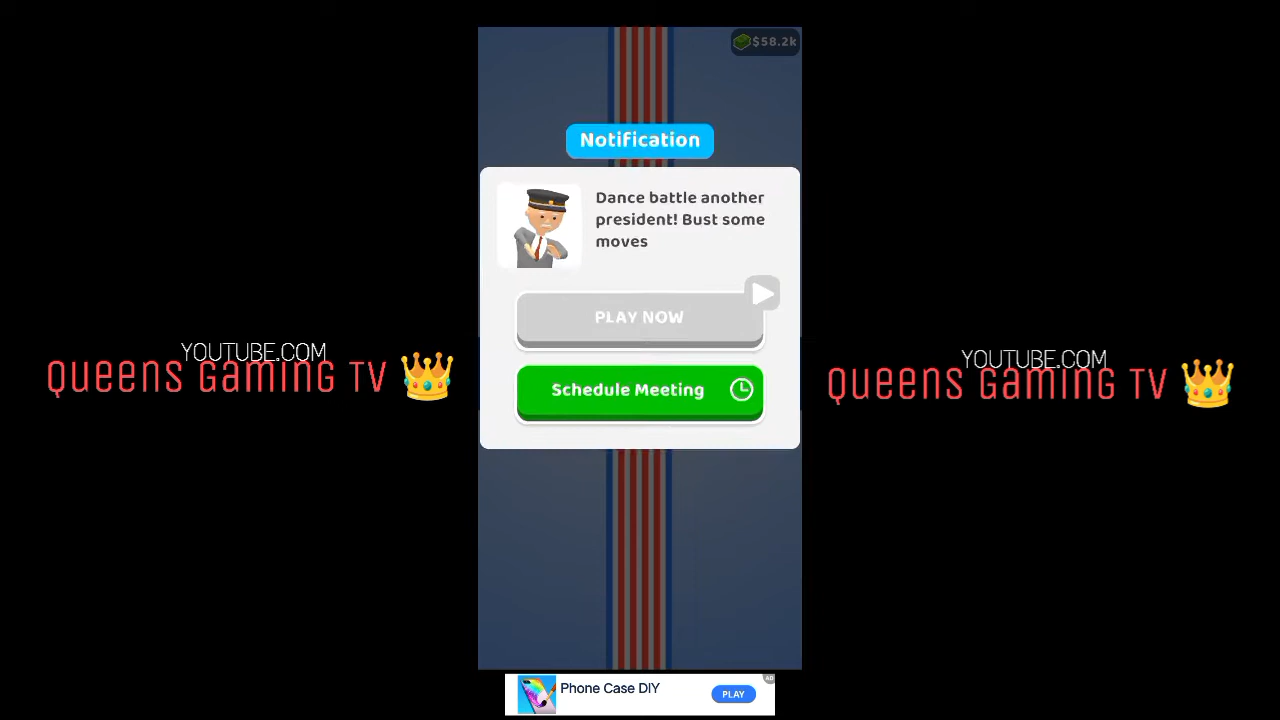 $58.2k
Notification
Dance battle another
president! Bust some
moves
PLAY NOW
Schedule Meeting
YOUTUBE.COM
Queens Gaming TV
YOUTUBE.COM
Queens Gaming TV
Phone Case DIY
PLAY
AD